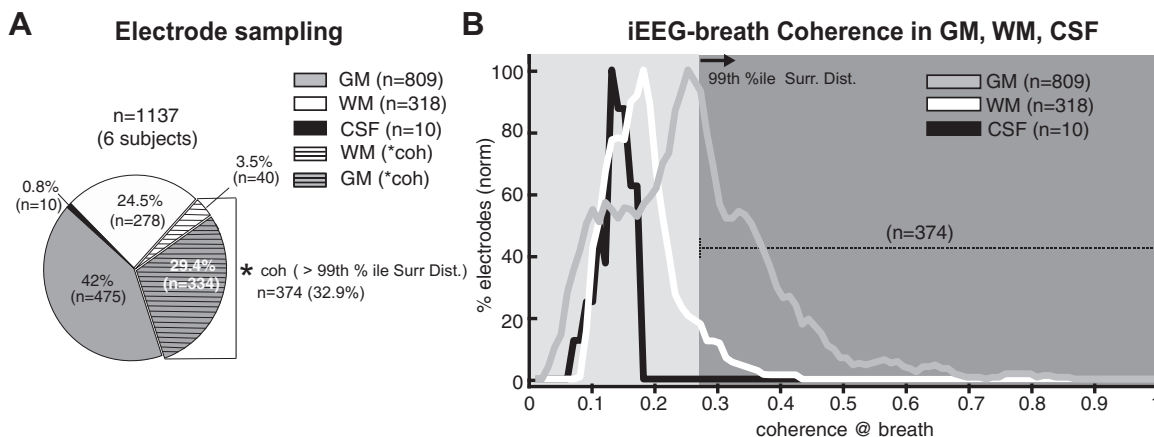 A
Electrode sampling
GM (n=809)
WM (n=318)
CSF (n=10)
WM (*coh)
GM (*coh)
n=1137
(6 subjects)
3.5%
(n=40)
0.8%
(n=10)
24.5%
(n=278)
29.4%
(n=334)
42%
(n=475)
* coh ( > 99th % ile Surr Dist.)
n=374 (32.9%)
B
iEEG-breath Coherence in GM, WM, CSF
99th %ile Surr. Dist.
GM (n=809)
WM (n=318)
CSF (n=10)
(n=374)
% electrodes (norm)
100
80
60
40
20
0
0 0.1 0.2 0.3 0.4 0.5 0.6 0.7 0.8 0.9 1
coherence @ breath